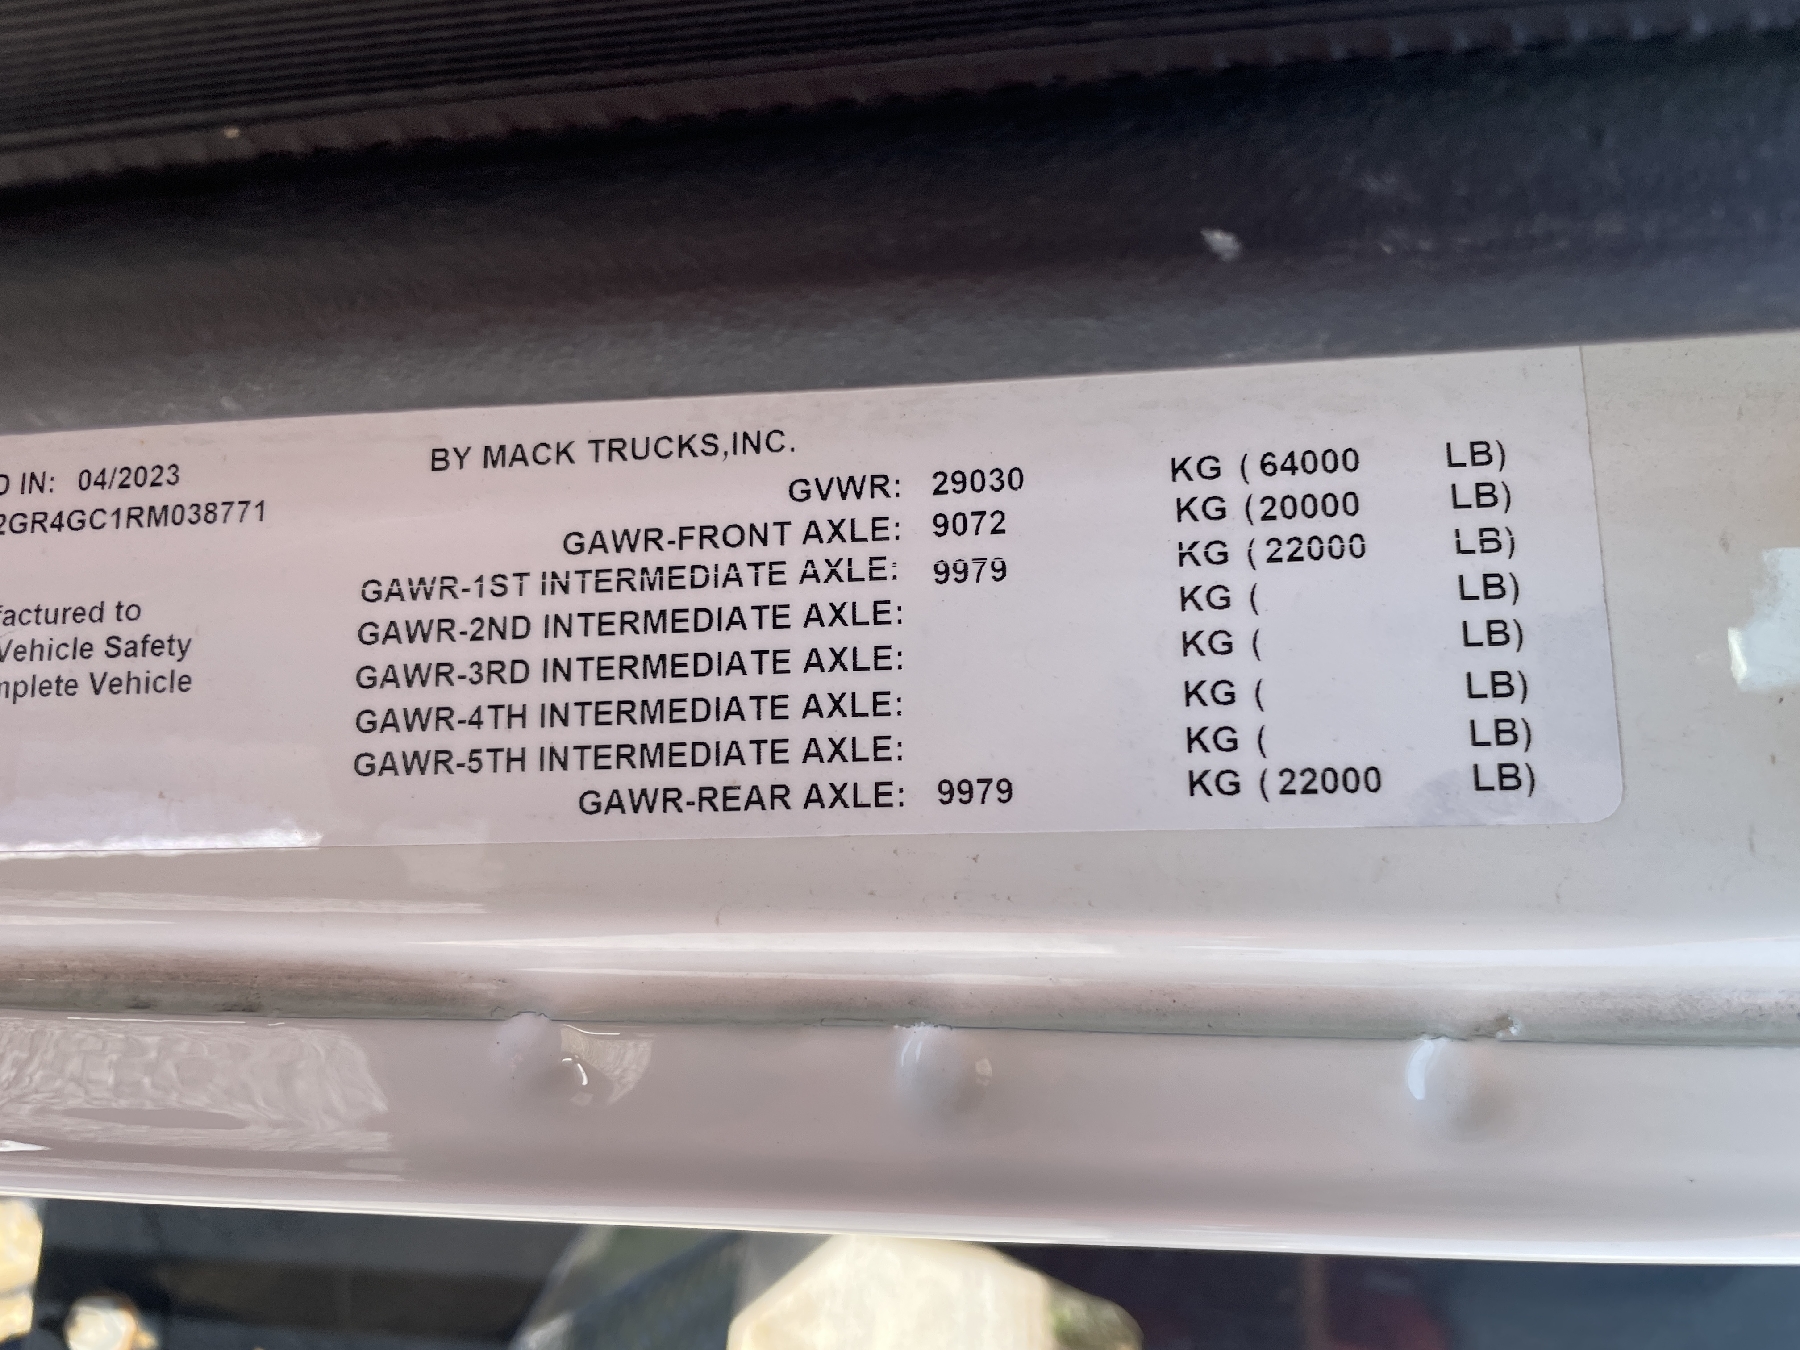 BY MACK TRUCKS,INC.
IN: 04/2023
2GR4GC1RM038771
GVWR: 29030 KG (64000 LB)
GAWR-FRONT AXLE: 9072 KG (20000 LB)
GAWR-1ST INTERMEDIATE AXLE: 9979 KG (22000 LB)
GAWR-2ND INTERMEDIATE AXLE: KG ( LB)
GAWR-3RD INTERMEDIATE AXLE: KG ( LB)
GAWR-4TH INTERMEDIATE AXLE: KG ( LB)
GAWR-5TH INTERMEDIATE AXLE: KG ( LB)
GAWR-REAR AXLE: 9979 KG (22000 LB)
factured to
Vehicle Safety
mplete Vehicle